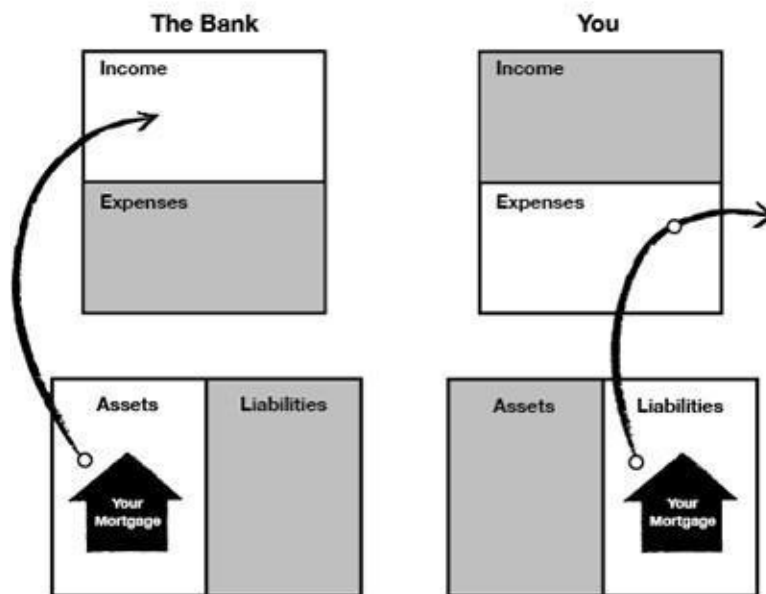 The Bank
Income
Expenses
Assets
Liabilities
Your
Mortgage
You
Income
Expenses
Assets
Liabilities
Your
Mortgage